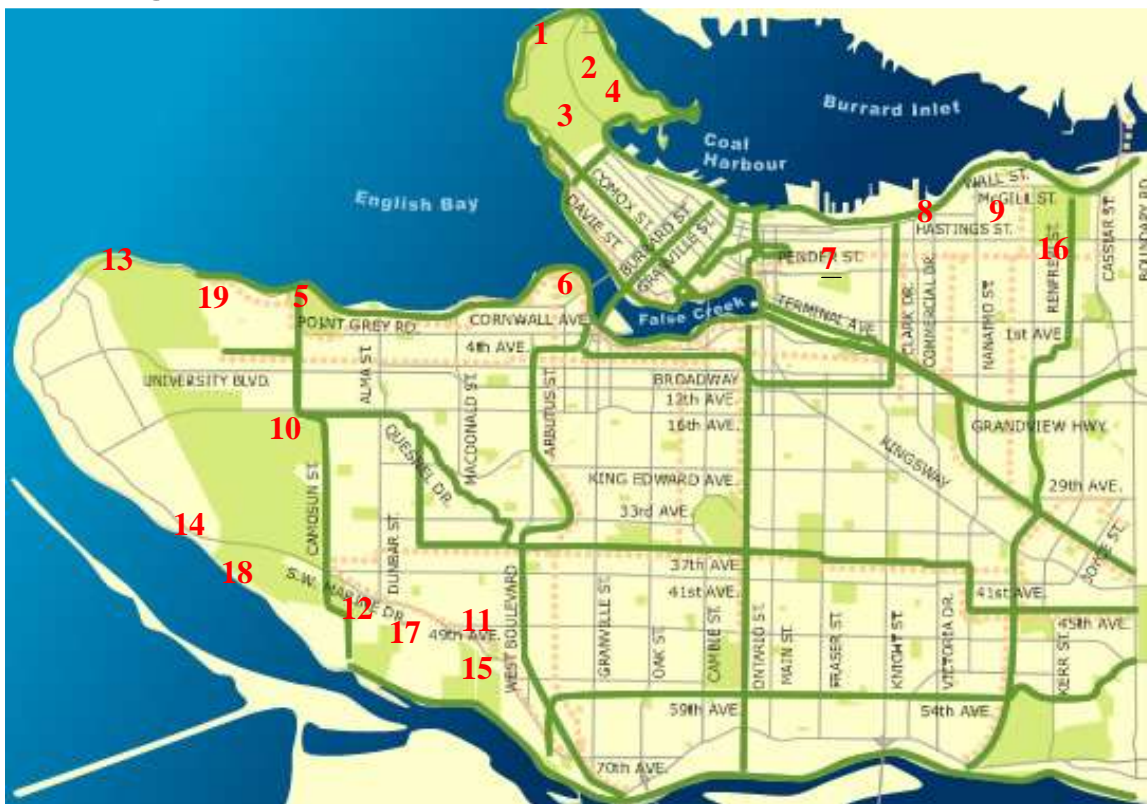 1
2
4
3
Burrard Inlet
Coal
Harbour
English Bay
COMOX ST.
DAVIE ST.
BURRARD ST.
GRANVILLE ST.
WALL ST.
McGILL ST.
8
9
HASTINGS ST.
16
RENFREW ST.
CASSIAR ST.
BOUNDARY RD.
13
19
5
6
7
PENDER ST.
False Creek
TERMINAL AVE.
CLARK DR.
COMMERCIAL DR.
NANAIMO ST.
1st AVE.
POINT GREY RD.
CORNWALL AVE.
4th AVE.
UNIVERSITY BLVD.
ALMA ST.
MACDONALD ST.
ARBUTUS ST.
BROADWAY
12th AVE.
16th AVE.
10
QUESNEL DR.
KINGSWAY
GRANDVIEW HWY.
KING EDWARD AVE.
29th AVE.
33rd AVE.
CAMOSUN ST.
14
DUNBAR ST.
37th AVE.
JOYCE ST.
18
S.W. MARINE DR.
41st AVE.
41st AVE.
12
17
11
49th AVE.
45th AVE.
15
WEST BOULEVARD
GRANVILLE ST.
OAK ST.
CAMBIE ST.
ONTARIO ST.
MAIN ST.
FRASER ST.
KNIGHT ST.
VICTORIA DR.
KERR ST.
59th AVE.
54th AVE.
70th AVE.